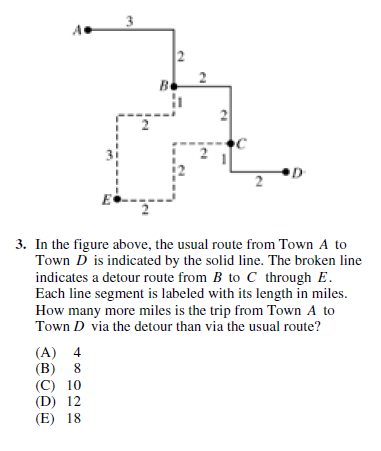 3
A
2
B
2
1
2
2
C
3
2
1
D
2
2
E
2
3. In the figure above, the usual route from Town A to
Town D is indicated by the solid line. The broken line
indicates a detour route from B to C through E.
Each line segment is labeled with its length in miles.
How many more miles is the trip from Town A to
Town D via the detour than via the usual route?
(A) 4
(B) 8
(C) 10
(D) 12
(E) 18